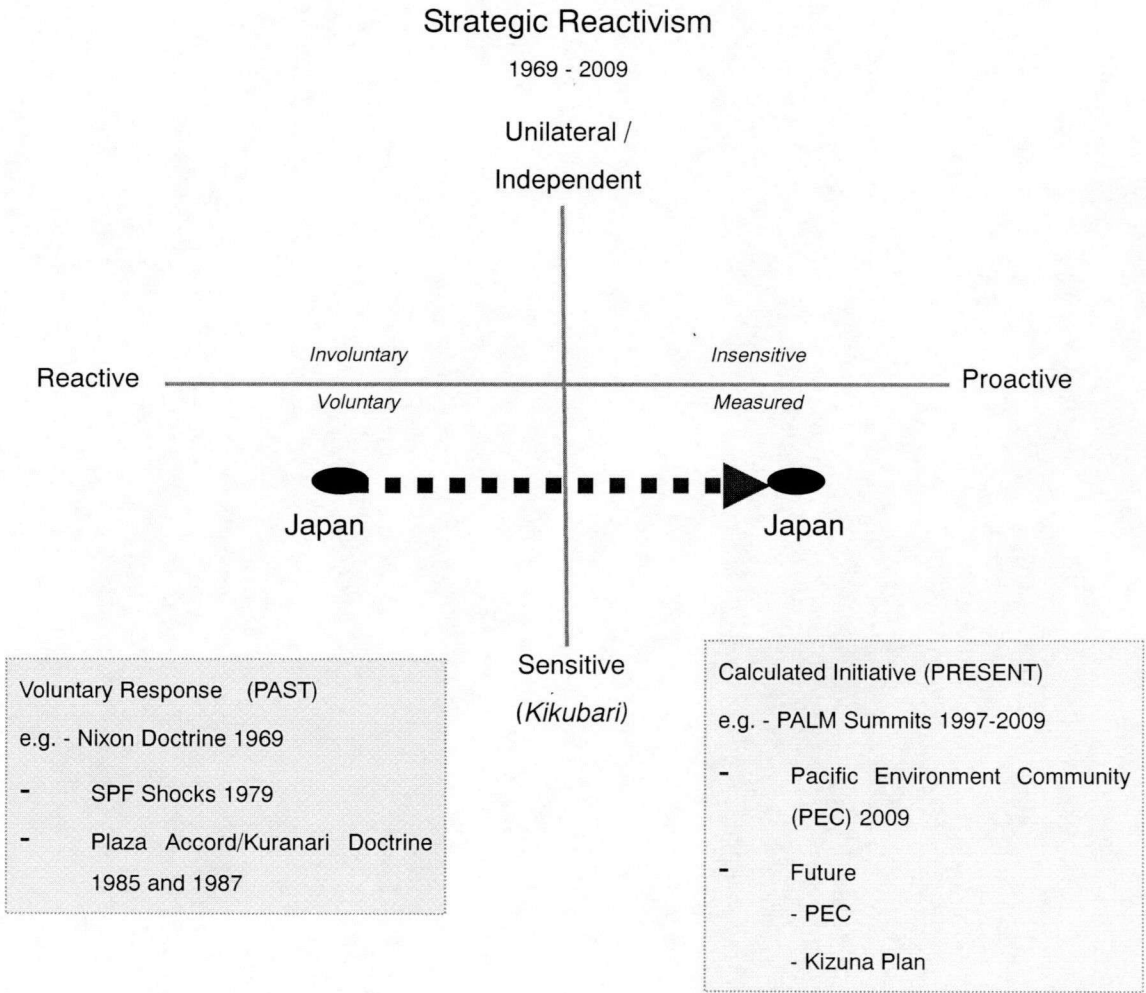 Strategic Reactivism
1969 - 2009
Unilateral /
Independent
Involuntary
Insensitive
Reactive
Proactive
Voluntary
Measured
Japan
Japan
Sensitive
(Kikubari)
Voluntary Response (PAST)
e.g. - Nixon Doctrine 1969
- SPF Shocks 1979
- Plaza Accord/Kuranari Doctrine
1985 and 1987
Calculated Initiative (PRESENT)
e.g. - PALM Summits 1997-2009
- Pacific Environment Community
(PEC) 2009
- Future
- PEC
- Kizuna Plan